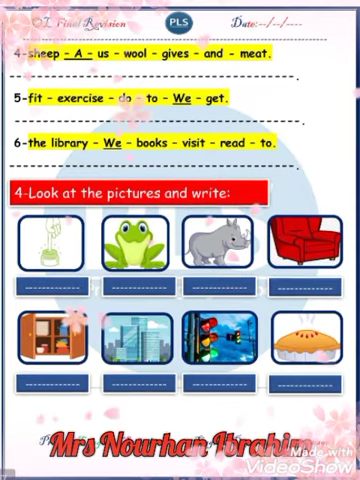 Final Revision PLS Date:--/--/----
4-sheep - A - us - wool - gives - and - meat.
5-fit - exercise - do - to - We - get.
6-the library - We - books - visit - read - to.
4-Look at the pictures and write:
Mrs Nourhan Ibrahim
Made with
VideoShow